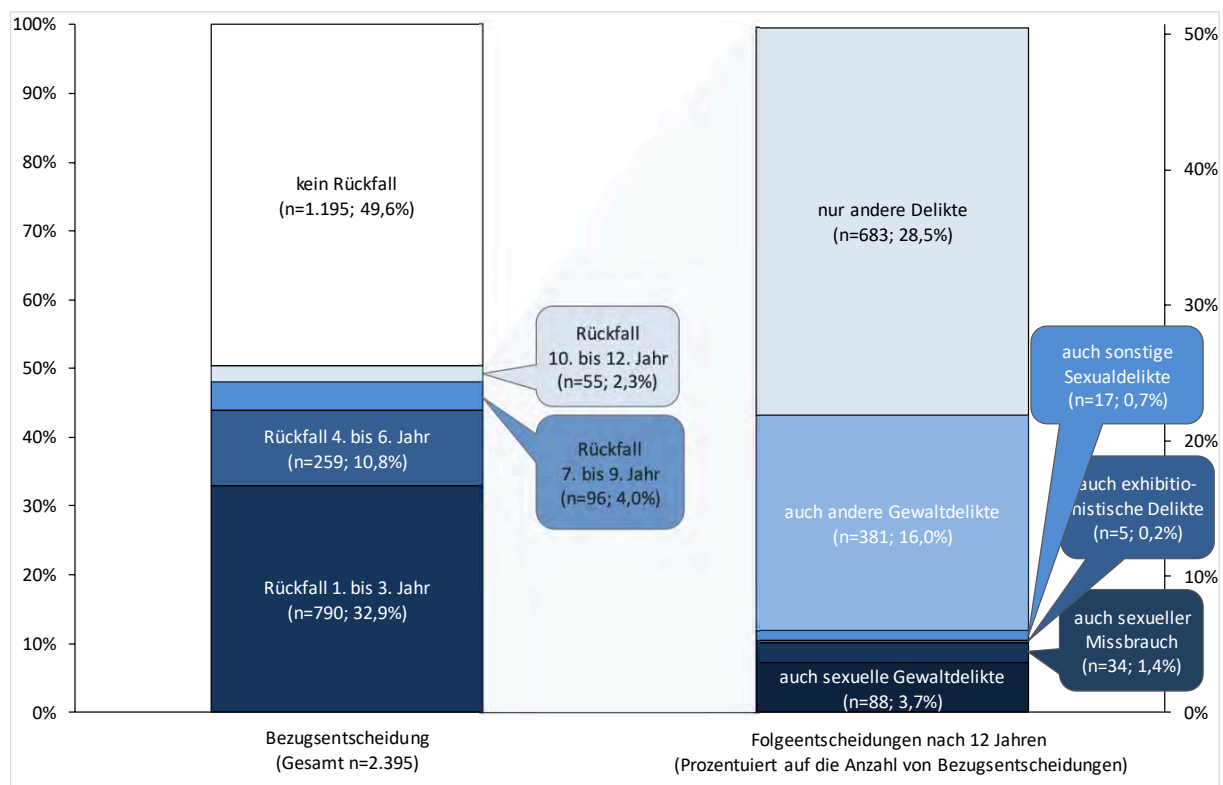 100%
90%
80%
70%
60%
50%
40%
30%
20%
10%
0%
kein Rückfall
(n=1.195; 49,6%)
Rückfall 4. bis 6. Jahr
(n=259; 10,8%)
Rückfall 1. bis 3. Jahr
(n=790; 32,9%)
Rückfall
10. bis 12. Jahr
(n=55; 2,3%)
Rückfall
7. bis 9. Jahr
(n=96; 4,0%)
nur andere Delikte
(n=683; 28,5%)
auch andere Gewaltdelikte
(n=381; 16,0%)
auch sexuelle Gewaltdelikte
(n=88; 3,7%)
auch sonstige
Sexualdelikte
(n=17; 0,7%)
auch exhibitio-
nistische Delikte
(n=5; 0,2%)
auch sexueller
Missbrauch
(n=34; 1,4%)
50%
40%
30%
20%
10%
0%
Bezugsentscheidung
(Gesamt n=2.395)
Folgeentscheidungen nach 12 Jahren
(Prozentuiert auf die Anzahl von Bezugsentscheidungen)